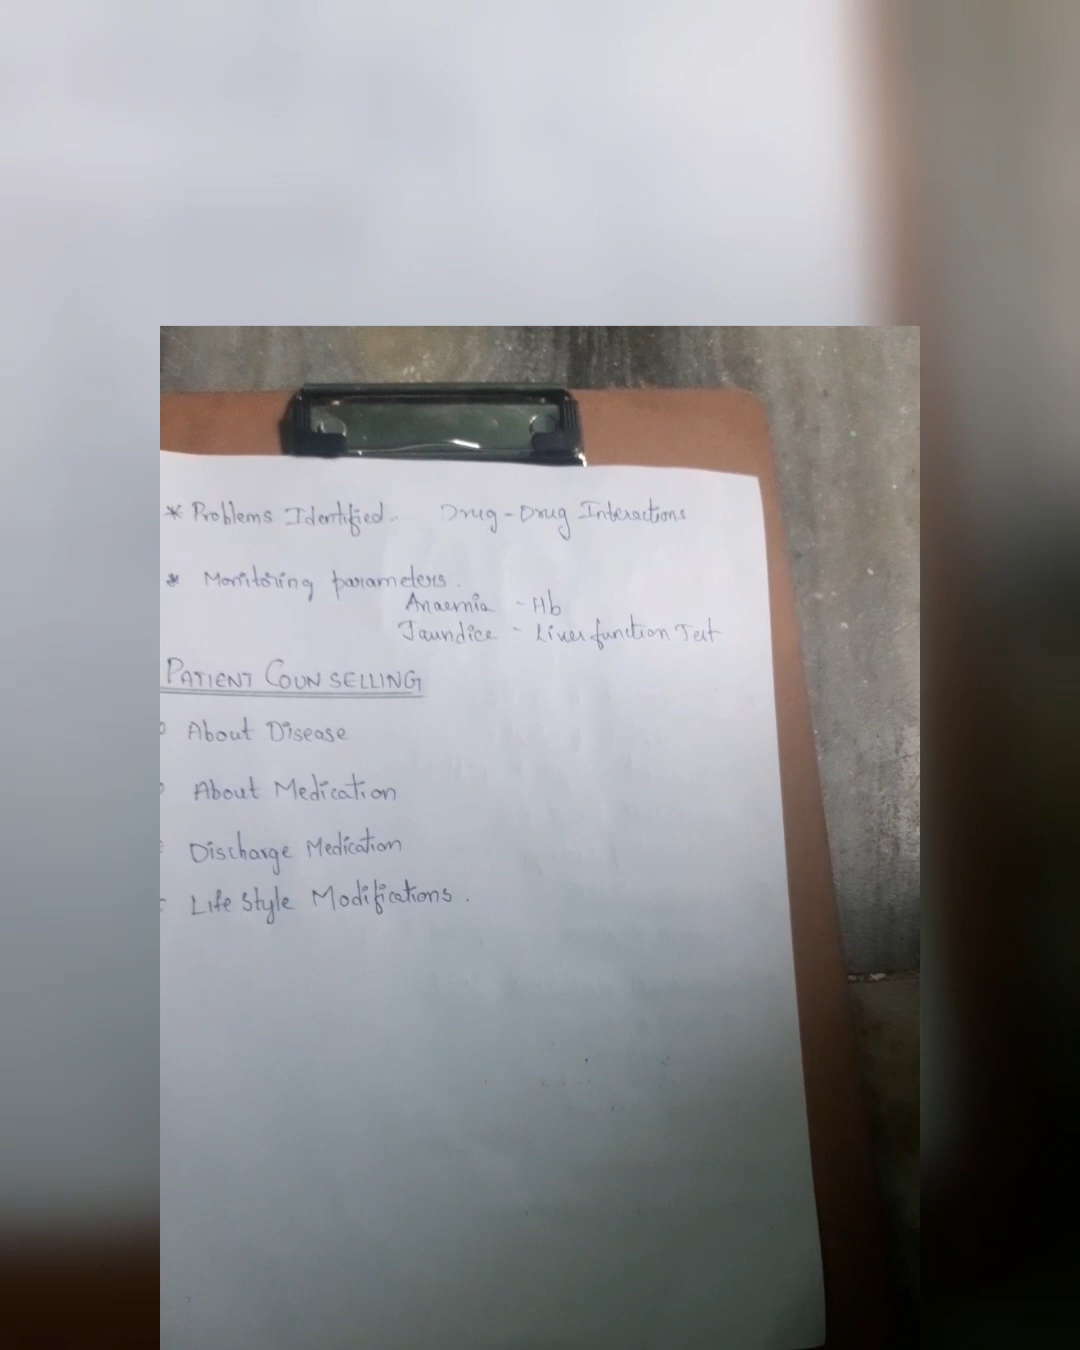 * Problems Identified. Drug-Drug Interactions
* Monitoring parameters.
Anaemia - Hb
Jaundice - Liver function Test
PATIENT COUNSELLING
About Disease
About Medication
Discharge Medication
Life Style Modifications.